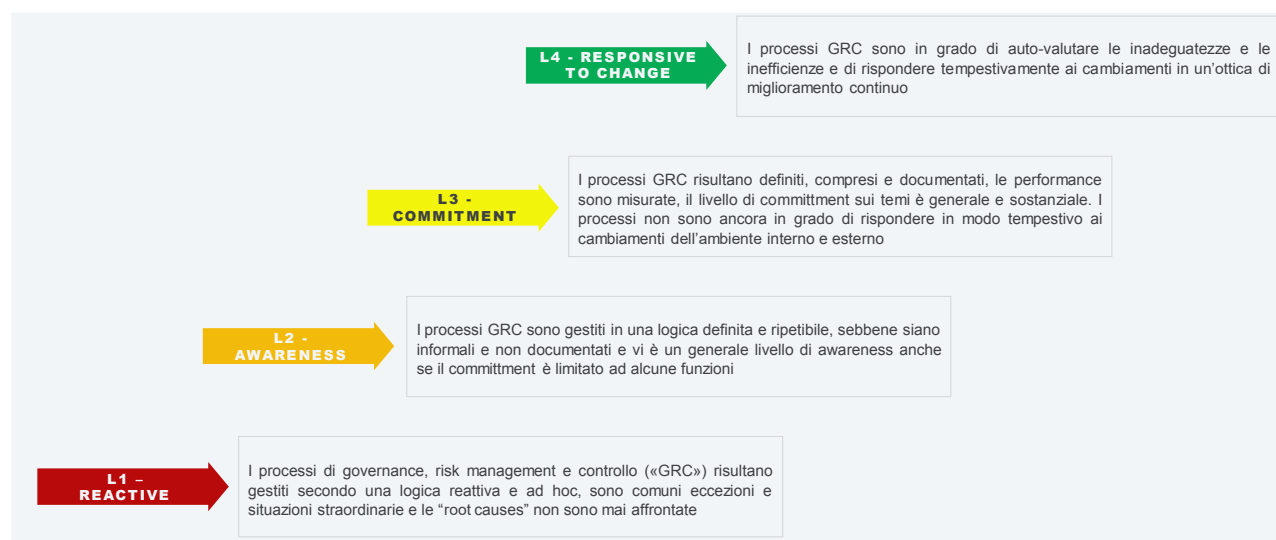 L4 - RESPONSIVE
TO CHANGE
I processi GRC sono in grado di auto-valutare le inadeguatezze e le
inefficienze e di rispondere tempestivamente ai cambiamenti in un'ottica di
miglioramento continuo
L3 -
COMMITMENT
I processi GRC risultano definiti, compresi e documentati, le performance
sono misurate, il livello di committment sui temi è generale e sostanziale. I
processi non sono ancora in grado di rispondere in modo tempestivo ai
cambiamenti dell'ambiente interno e esterno
L2 -
AWARENESS
I processi GRC sono gestiti in una logica definita e ripetibile, sebbene siano
informali e non documentati e vi è un generale livello di awareness anche
se il committment è limitato ad alcune funzioni
L1 –
REACTIVE
I processi di governance, risk management e controllo («GRC») risultano
gestiti secondo una logica reattiva e ad hoc, sono comuni eccezioni e
situazioni straordinarie e le “root causes” non sono mai affrontate